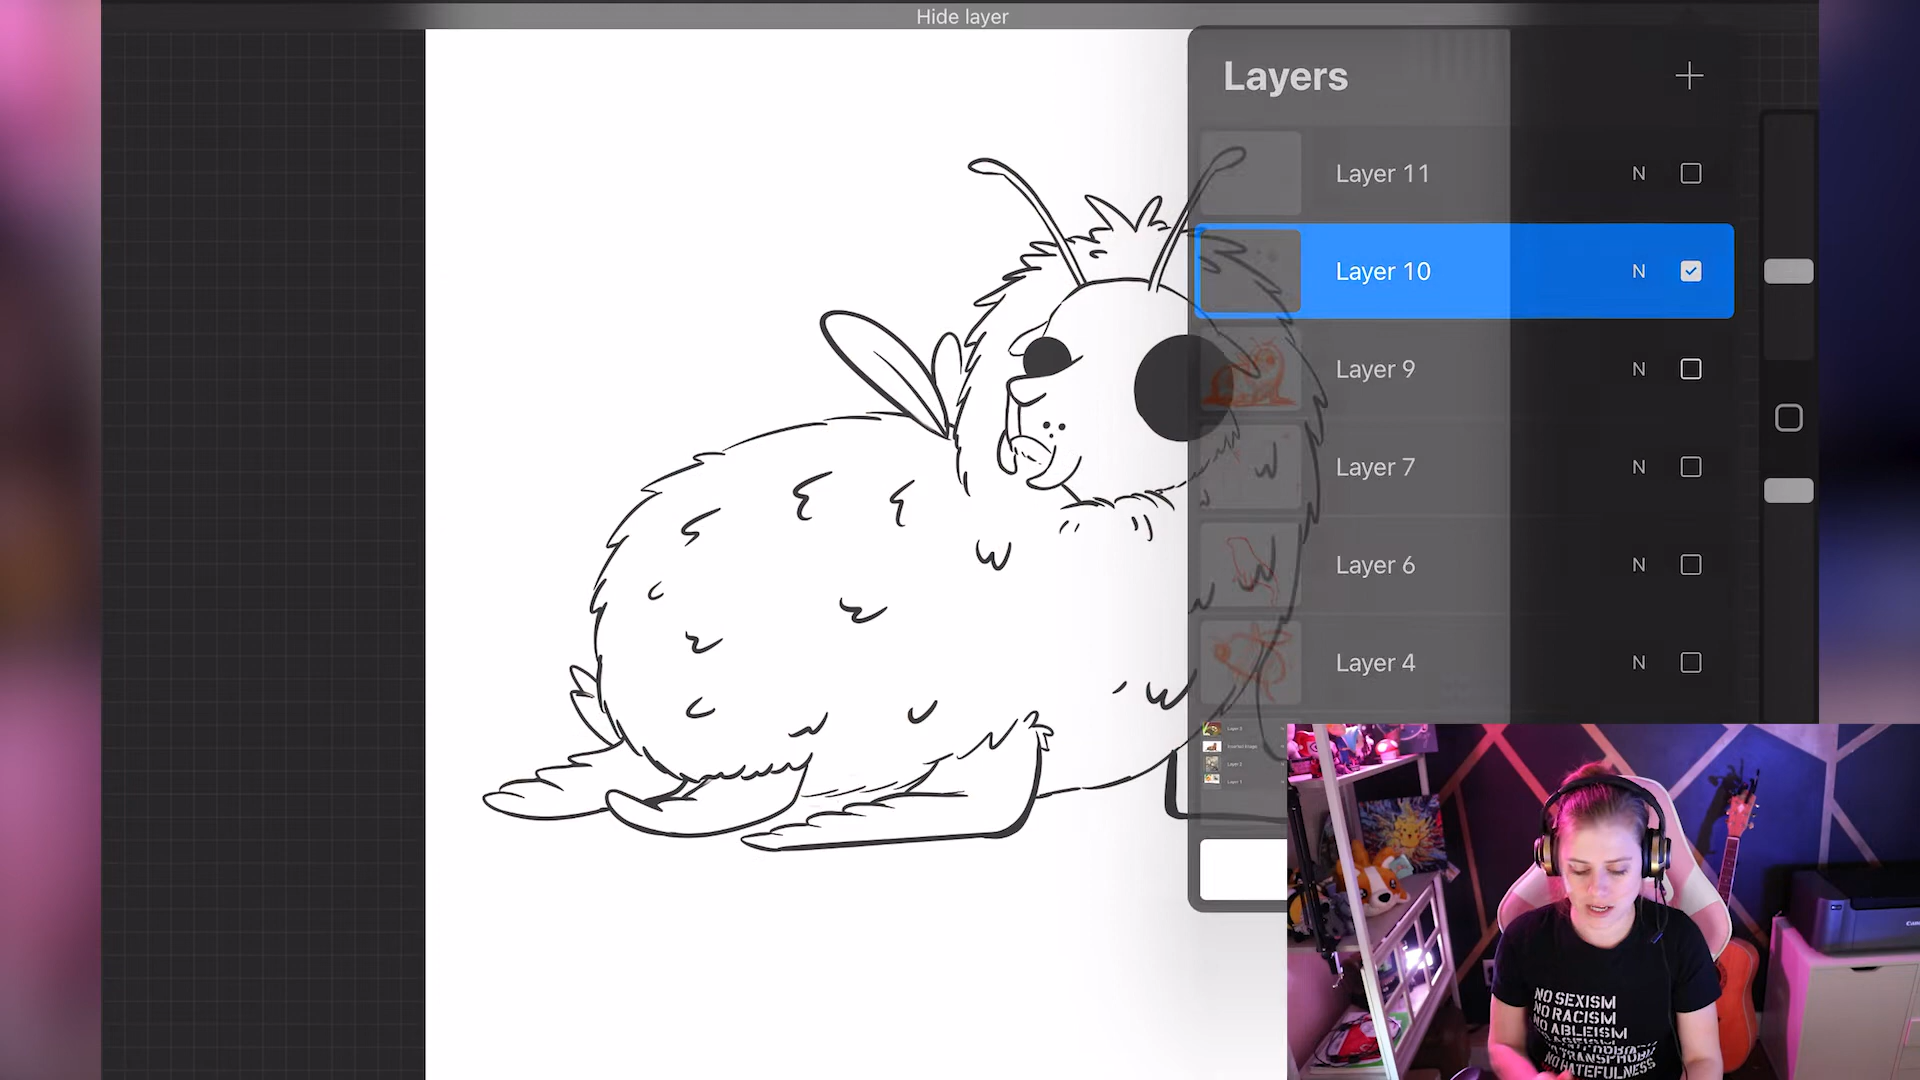 Hide layer
Layers
Layer 11 N
Layer 10 N
Layer 9 N
Layer 7 N
Layer 6 N
Layer 4 N
NO SEXISM
NO RACISM
NO ABLEISM
NO HATEFULNESS